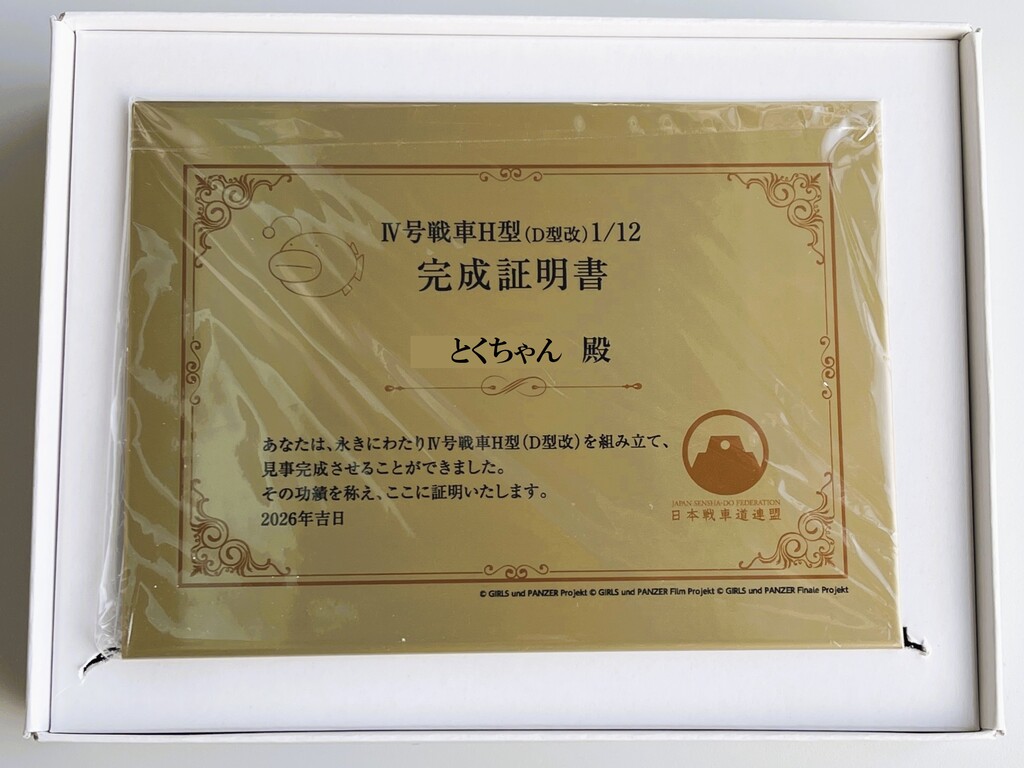 Ⅳ号戦車H型(D型改)1/12
完成証明書
とくちゃん 殿
あなたは、永きにわたりⅣ号戦車H型(D型改)を組み立て、
見事完成させることができました。
その功績を称え、ここに証明いたします。
2026年吉日
JAPAN SENSHA-DO FEDERATION
日本戦車道連盟
© GIRLS und PANZER Projekt © GIRLS und PANZER Film Projekt © GIRLS und PANZER Finale Projekt